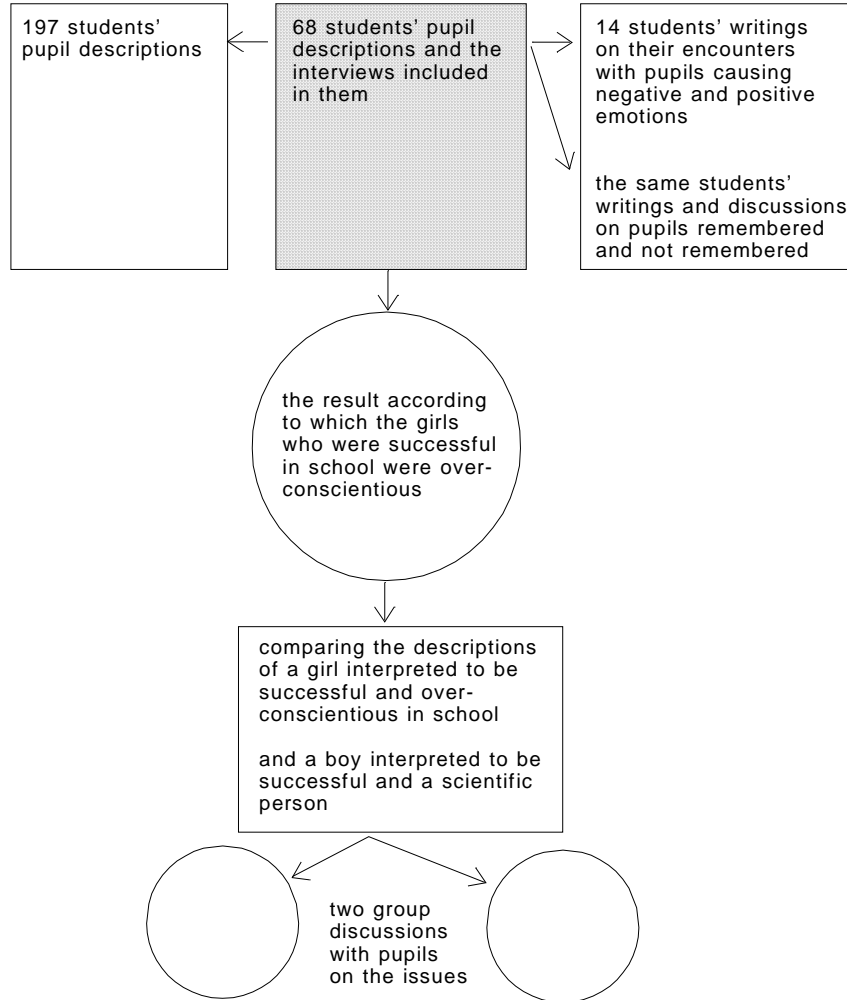 197 students'
pupil descriptions
68 students' pupil
descriptions and the
interviews included
in them
14 students' writings
on their encounters
with pupils causing
negative and positive
emotions
the same students'
writings and discussions
on pupils remembered
and not remembered
the result according
to which the girls
who were successful
in school were over-
conscientious
comparing the descriptions
of a girl interpreted to be
successful and over-
conscientious in school
and a boy interpreted to be
successful and a scientific
person
two group
discussions
with pupils
on the issues